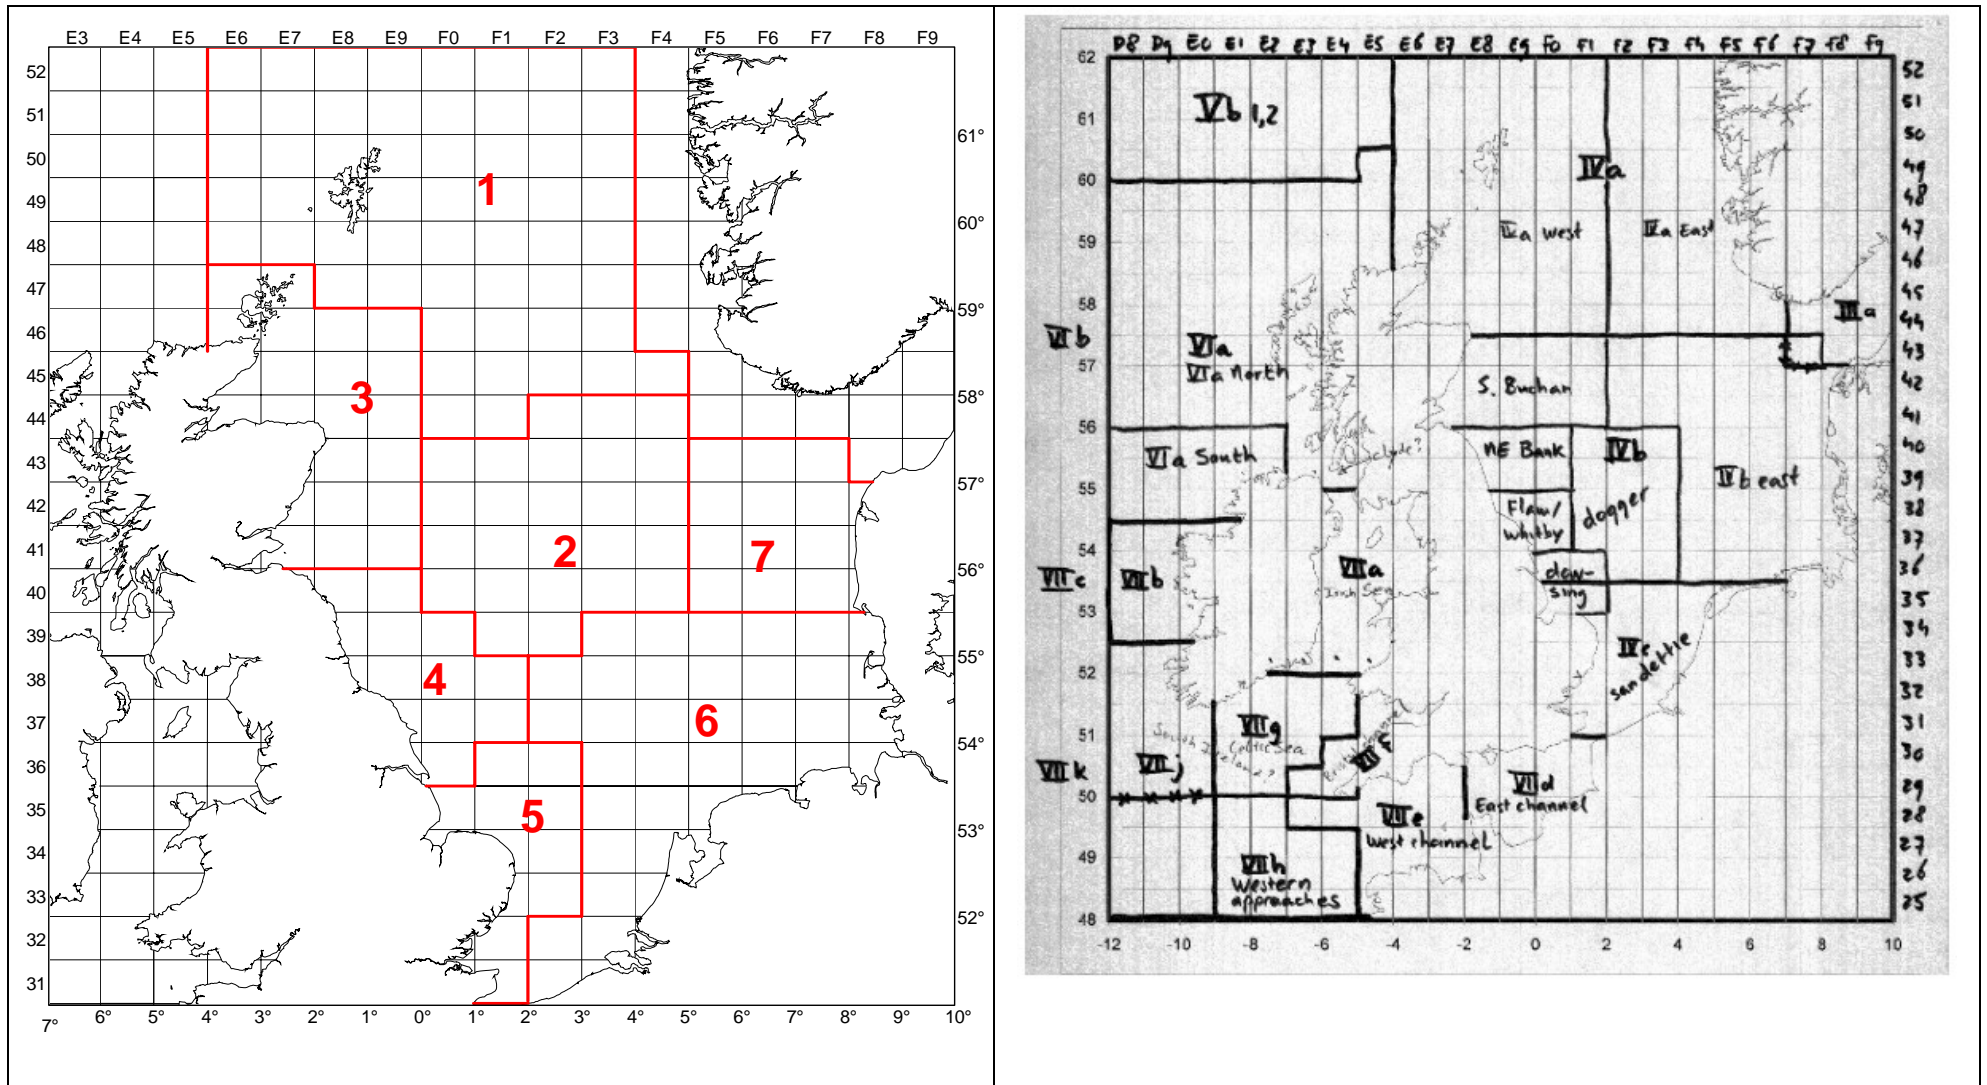 E3 E4 E5 E6 E7 E8 E9 F0 F1 F2 F3 F4 F5 F6 F7 F8 F9
52
51
61°
50
1
49
60°
48
47
59°
46
45
3
58°
44
43
57°
42
2
7
41
56°
40
39
55°
4
38
6
37
54°
36
5
35
53°
34
33
52°
32
31
7° 6° 5° 4° 3° 2° 1° 0° 1° 2° 3° 4° 5° 6° 7° 8° 9° 10°
D8 D9 E0 E1 E2 E3 E4 E5 E6 E7 E8 E9 F0 F1 F2 F3 F4 F5 F6 F7 F8 F9
62 52
51
Vb 1,2
61 50
IVa
49
60
48
IVa West IVa East
47
59
46
45
58
IIIa
44
VIb
VIa
43
57
VIa North
S. Buchan
42
41
56
NE Bank
IVb
40
VIa South
clyde?
IVb east
39
55
Flam/
whitby
dogger
38
37
54
VIIc VIIb
VIIa
dow-
sing
36
Irish Sea
35
53
34
IVc
sandettie
33
52
32
VIIg
31
51
Celtic Sea
VIIf
30
VIIk VIIj
VIId
29
50
East channel
VIIe
28
West channel
27
49
VIIh
Western
approaches
26
25
48
-12 -10 -8 -6 -4 -2 0 2 4 6 8 10